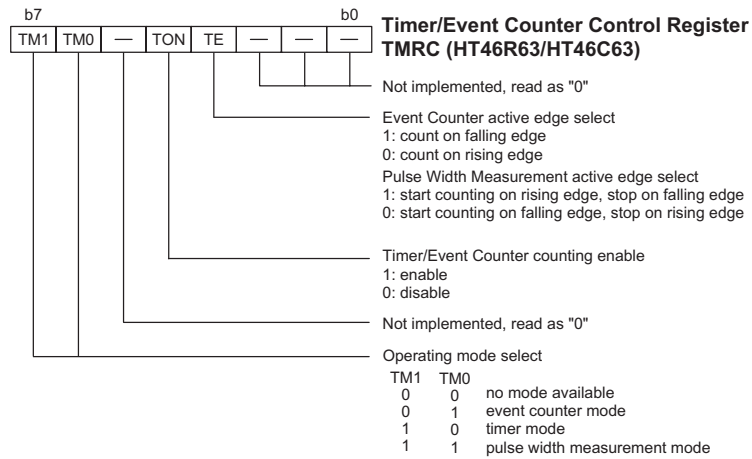 b7 b0
Timer/Event Counter Control Register
TMRC (HT46R63/HT46C63)
TM1 TM0 — TON TE — — —
Not implemented, read as "0"
Event Counter active edge select
1: count on falling edge
0: count on rising edge
Pulse Width Measurement active edge select
1: start counting on rising edge, stop on falling edge
0: start counting on falling edge, stop on rising edge
Timer/Event Counter counting enable
1: enable
0: disable
Not implemented, read as "0"
Operating mode select
TM1 TM0
0 0 no mode available
0 1 event counter mode
1 0 timer mode
1 1 pulse width measurement mode